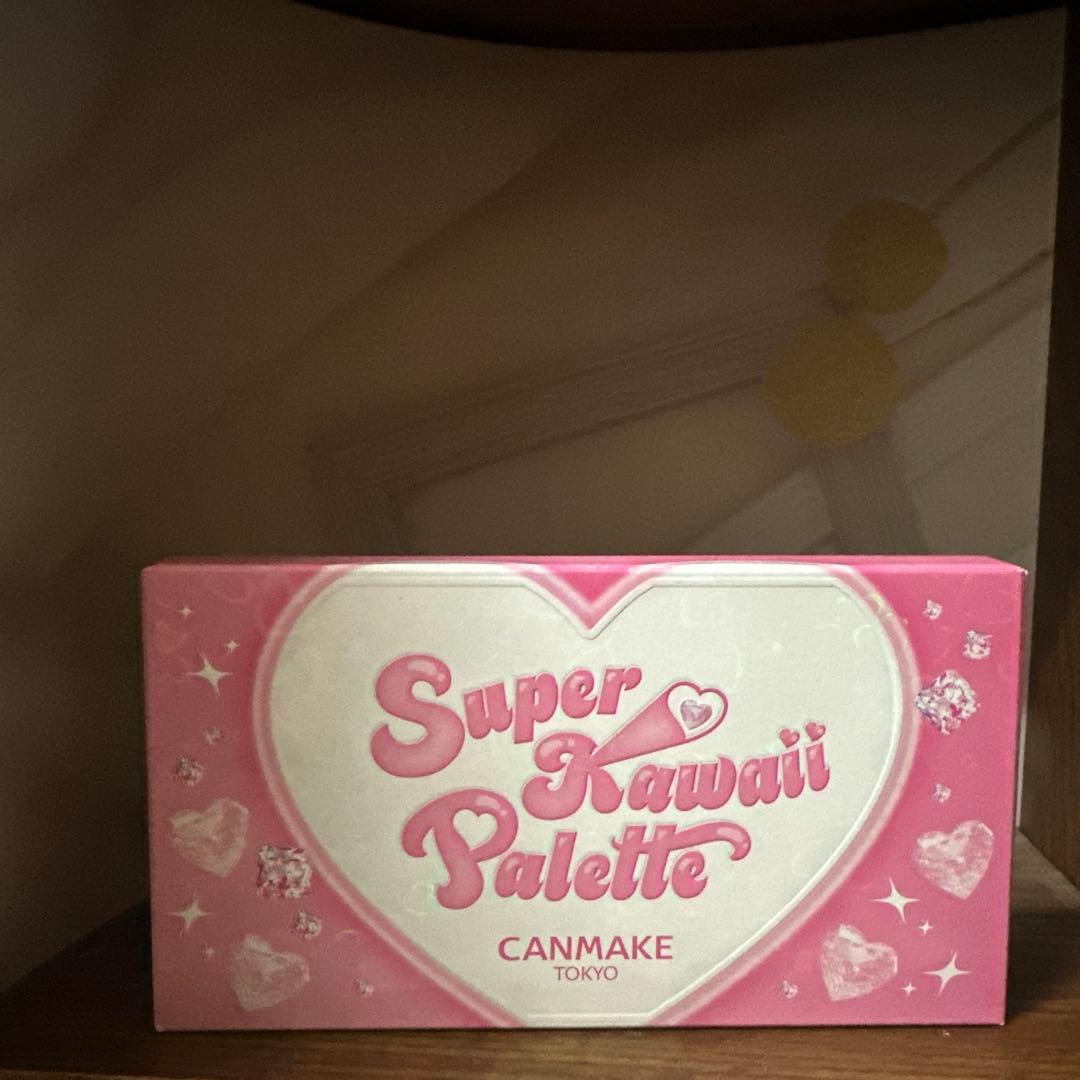 Super
Kawaii
Palette
CANMAKE
TOKYO